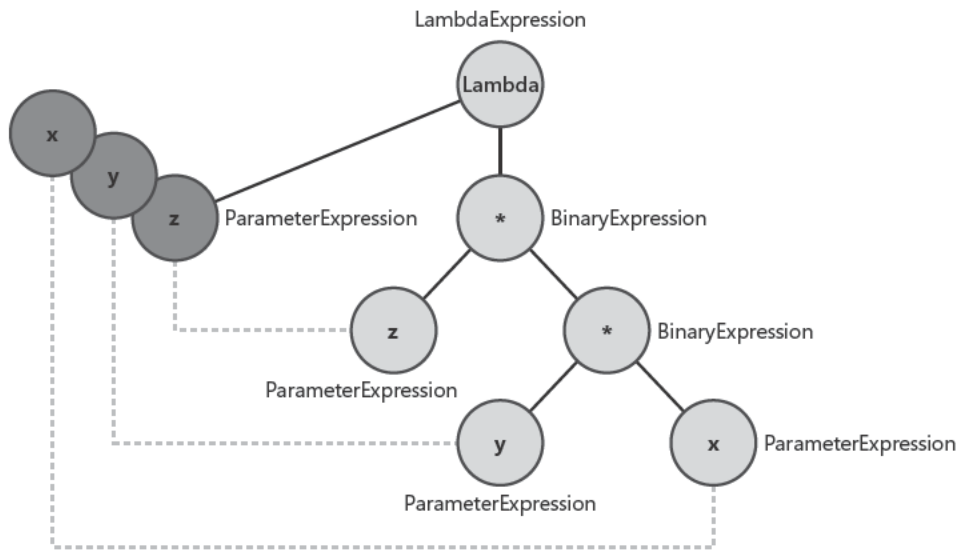 LambdaExpression
Lambda
x
y
z
ParameterExpression
*
BinaryExpression
z
*
BinaryExpression
ParameterExpression
y
x
ParameterExpression
ParameterExpression